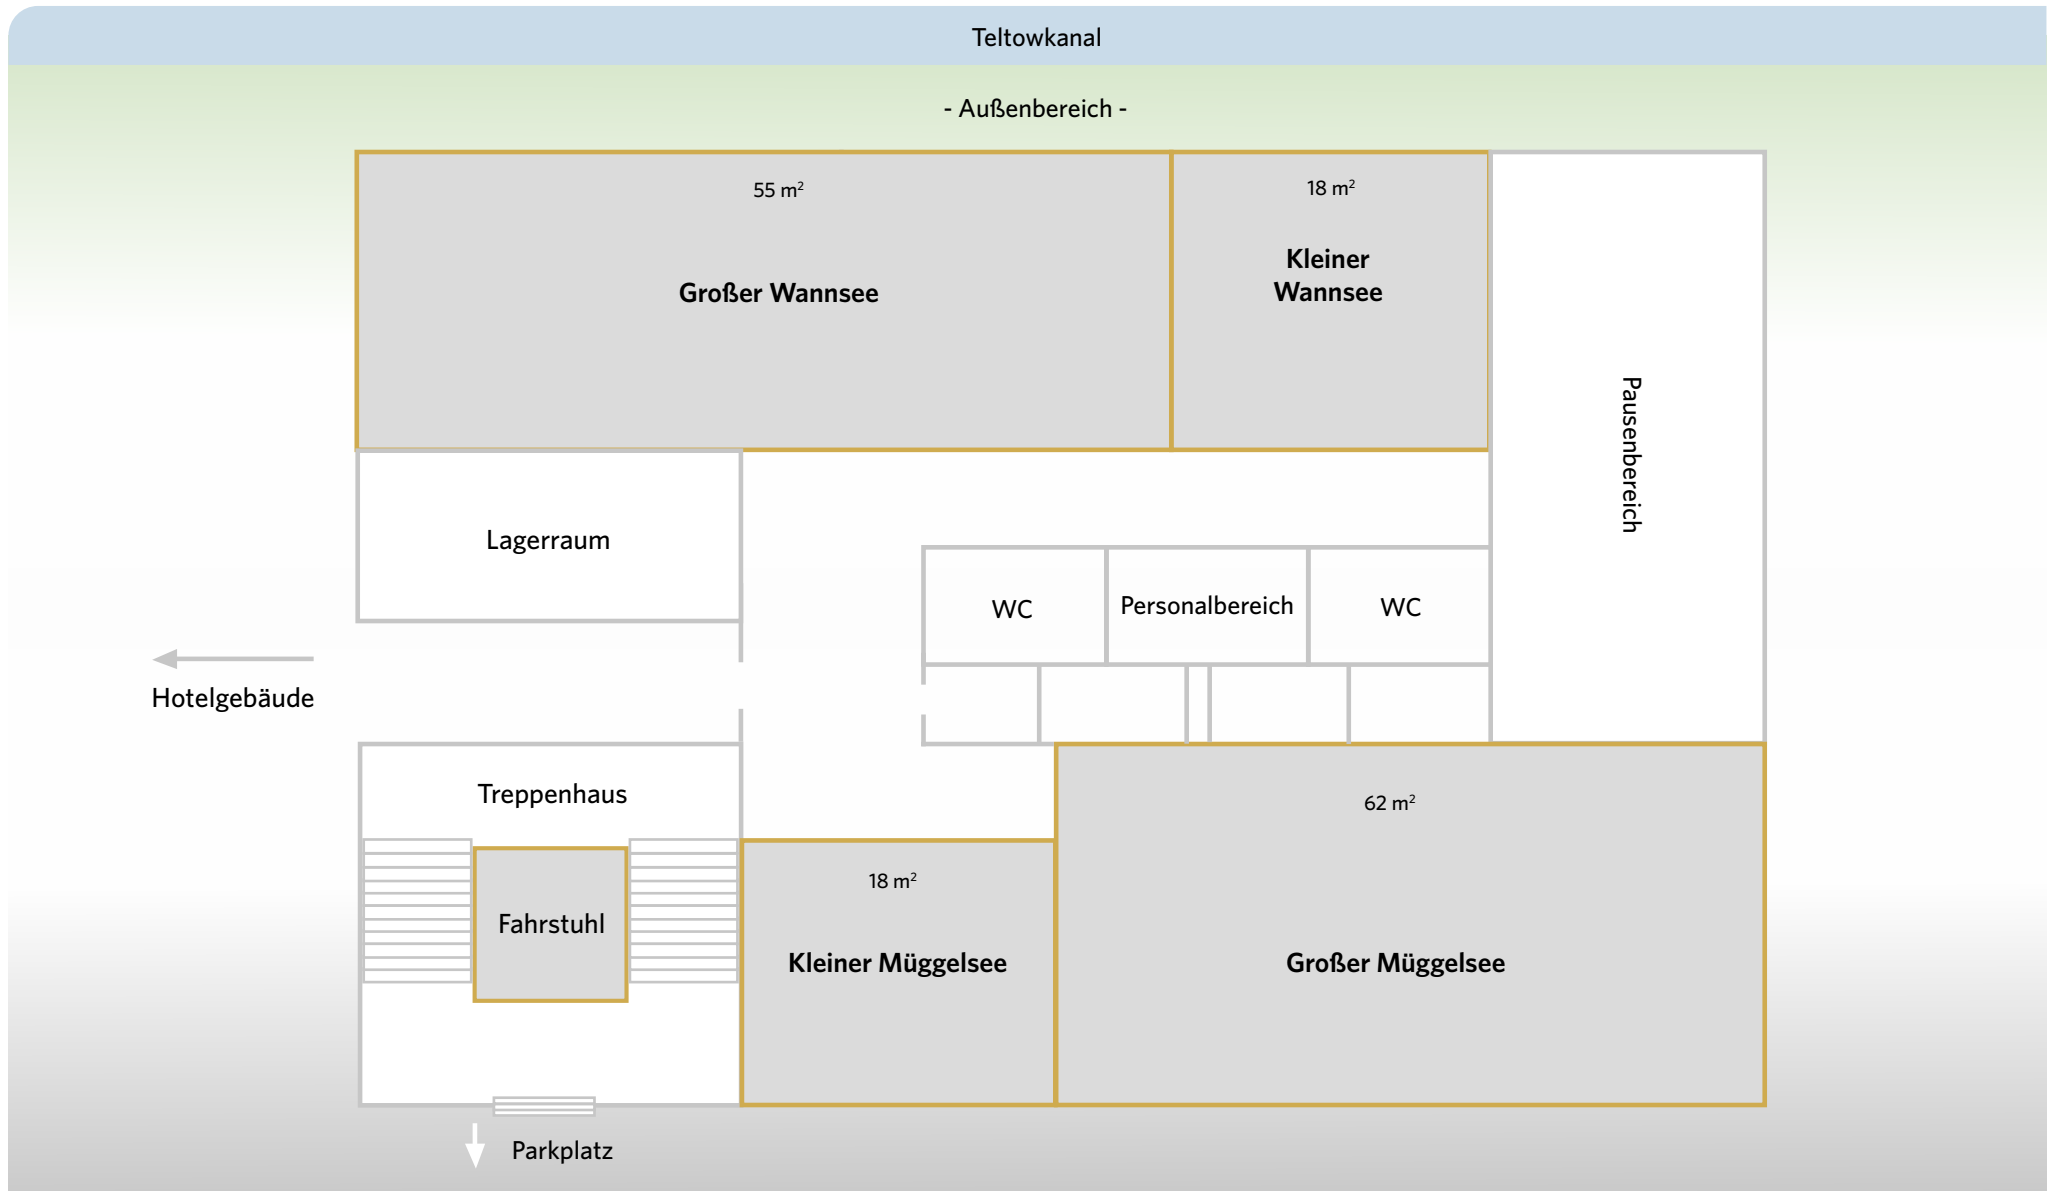 Teltowkanal
- Außenbereich -
55 m²
18 m²
Großer Wannsee
Kleiner
Wannsee
Pausenbereich
Lagerraum
WC
Personalbereich
WC
Hotelgebäude
Treppenhaus
62 m²
18 m²
Fahrstuhl
Kleiner Müggelsee
Großer Müggelsee
Parkplatz